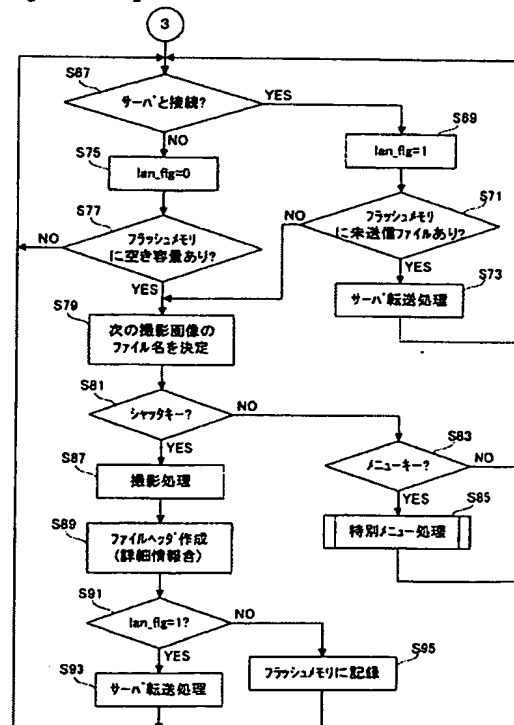 3
S67
サーバと接続?
YES
NO
S69
lan_flg=1
S75
lan_flg=0
S71
フラッシュメモリ
に未送信ファイルあり?
NO
YES
S77
フラッシュメモリ
に空き容量あり?
NO
YES
S73
サーバ転送処理
S79
次の撮影画像の
ファイル名を決定
S81
シャッタキー?
NO
YES
S83
メニューキー?
NO
YES
S87
撮影処理
S85
特別メニュー処理
S89
ファイルヘッダ作成
(詳細情報含)
S91
lan_flg=1?
NO
YES
S93
サーバ転送処理
S95
フラッシュメモリに記録